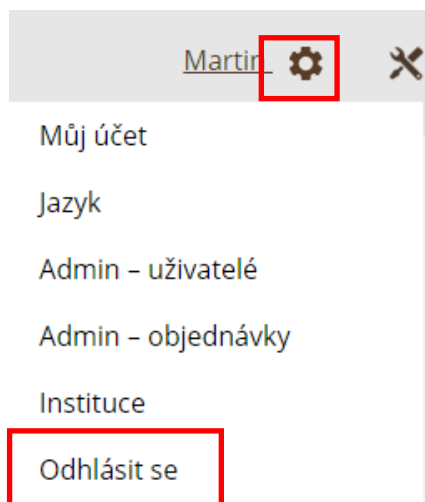 Martin
Můj účet
Jazyk
Admin – uživatelé
Admin – objednávky
Instituce
Odhlásit se